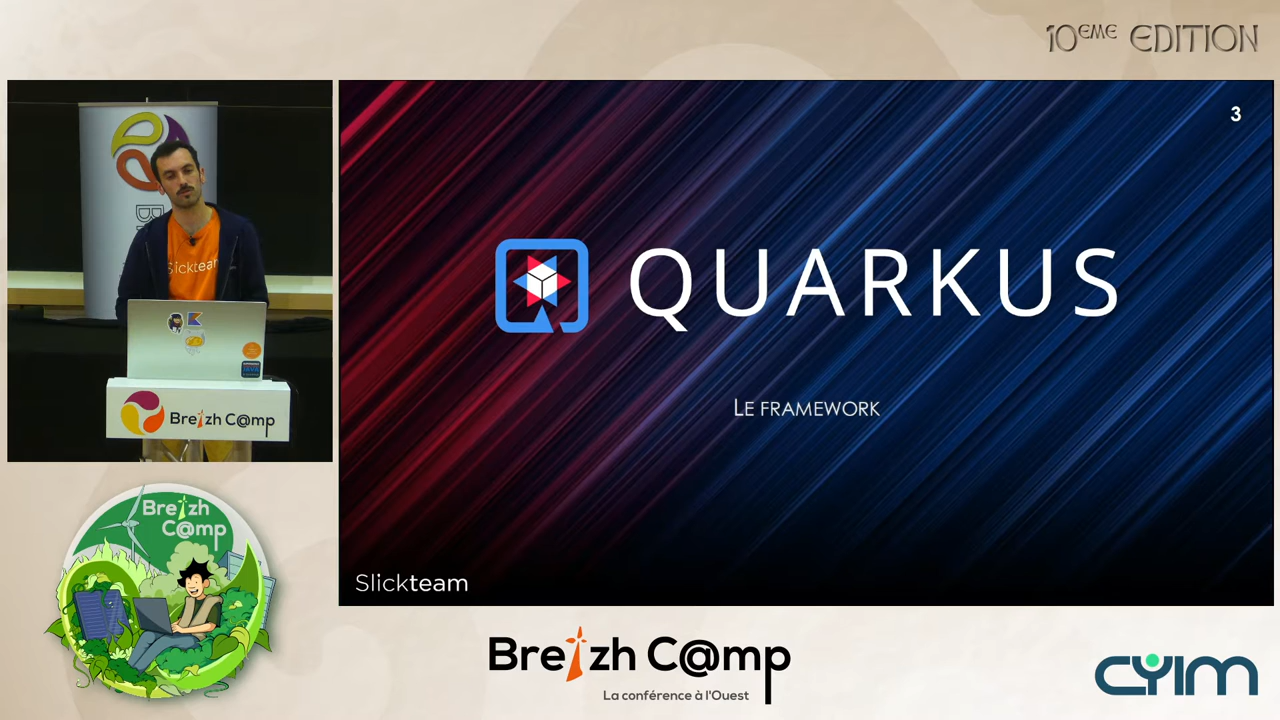 10EME EDITION
3
QUARKUS
LE FRAMEWORK
Slickteam
Slickteam
Breizh C@mp
Breizh
C@mp
Breizh C@mp
La conférence à l'Ouest
CYIM